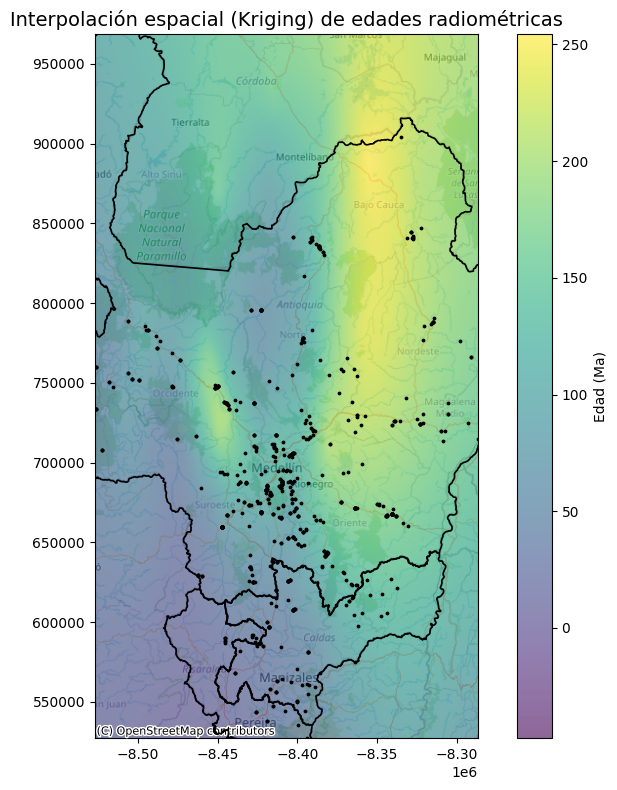 Interpolación espacial (Kriging) de edades radiométricas
950000
900000
850000
800000
750000
700000
650000
600000
550000
San Marcos
Majagual
Córdoba
Tierralta
Montelíbano
Alto Sinú
Parque
Nacional
Natural
Paramillo
Bajo Cauca
Antioquia
Norte
Nordeste
Occidente
Magdalena
Medio
Medellín
Rionegro
Suroeste
Oriente
Caldas
Risaralda
Manizales
San Juan
Pereira
(C) OpenStreetMap contributors
−8.50
−8.45
−8.40
−8.35
−8.30
1e6
250
200
150
100
50
0
Edad (Ma)